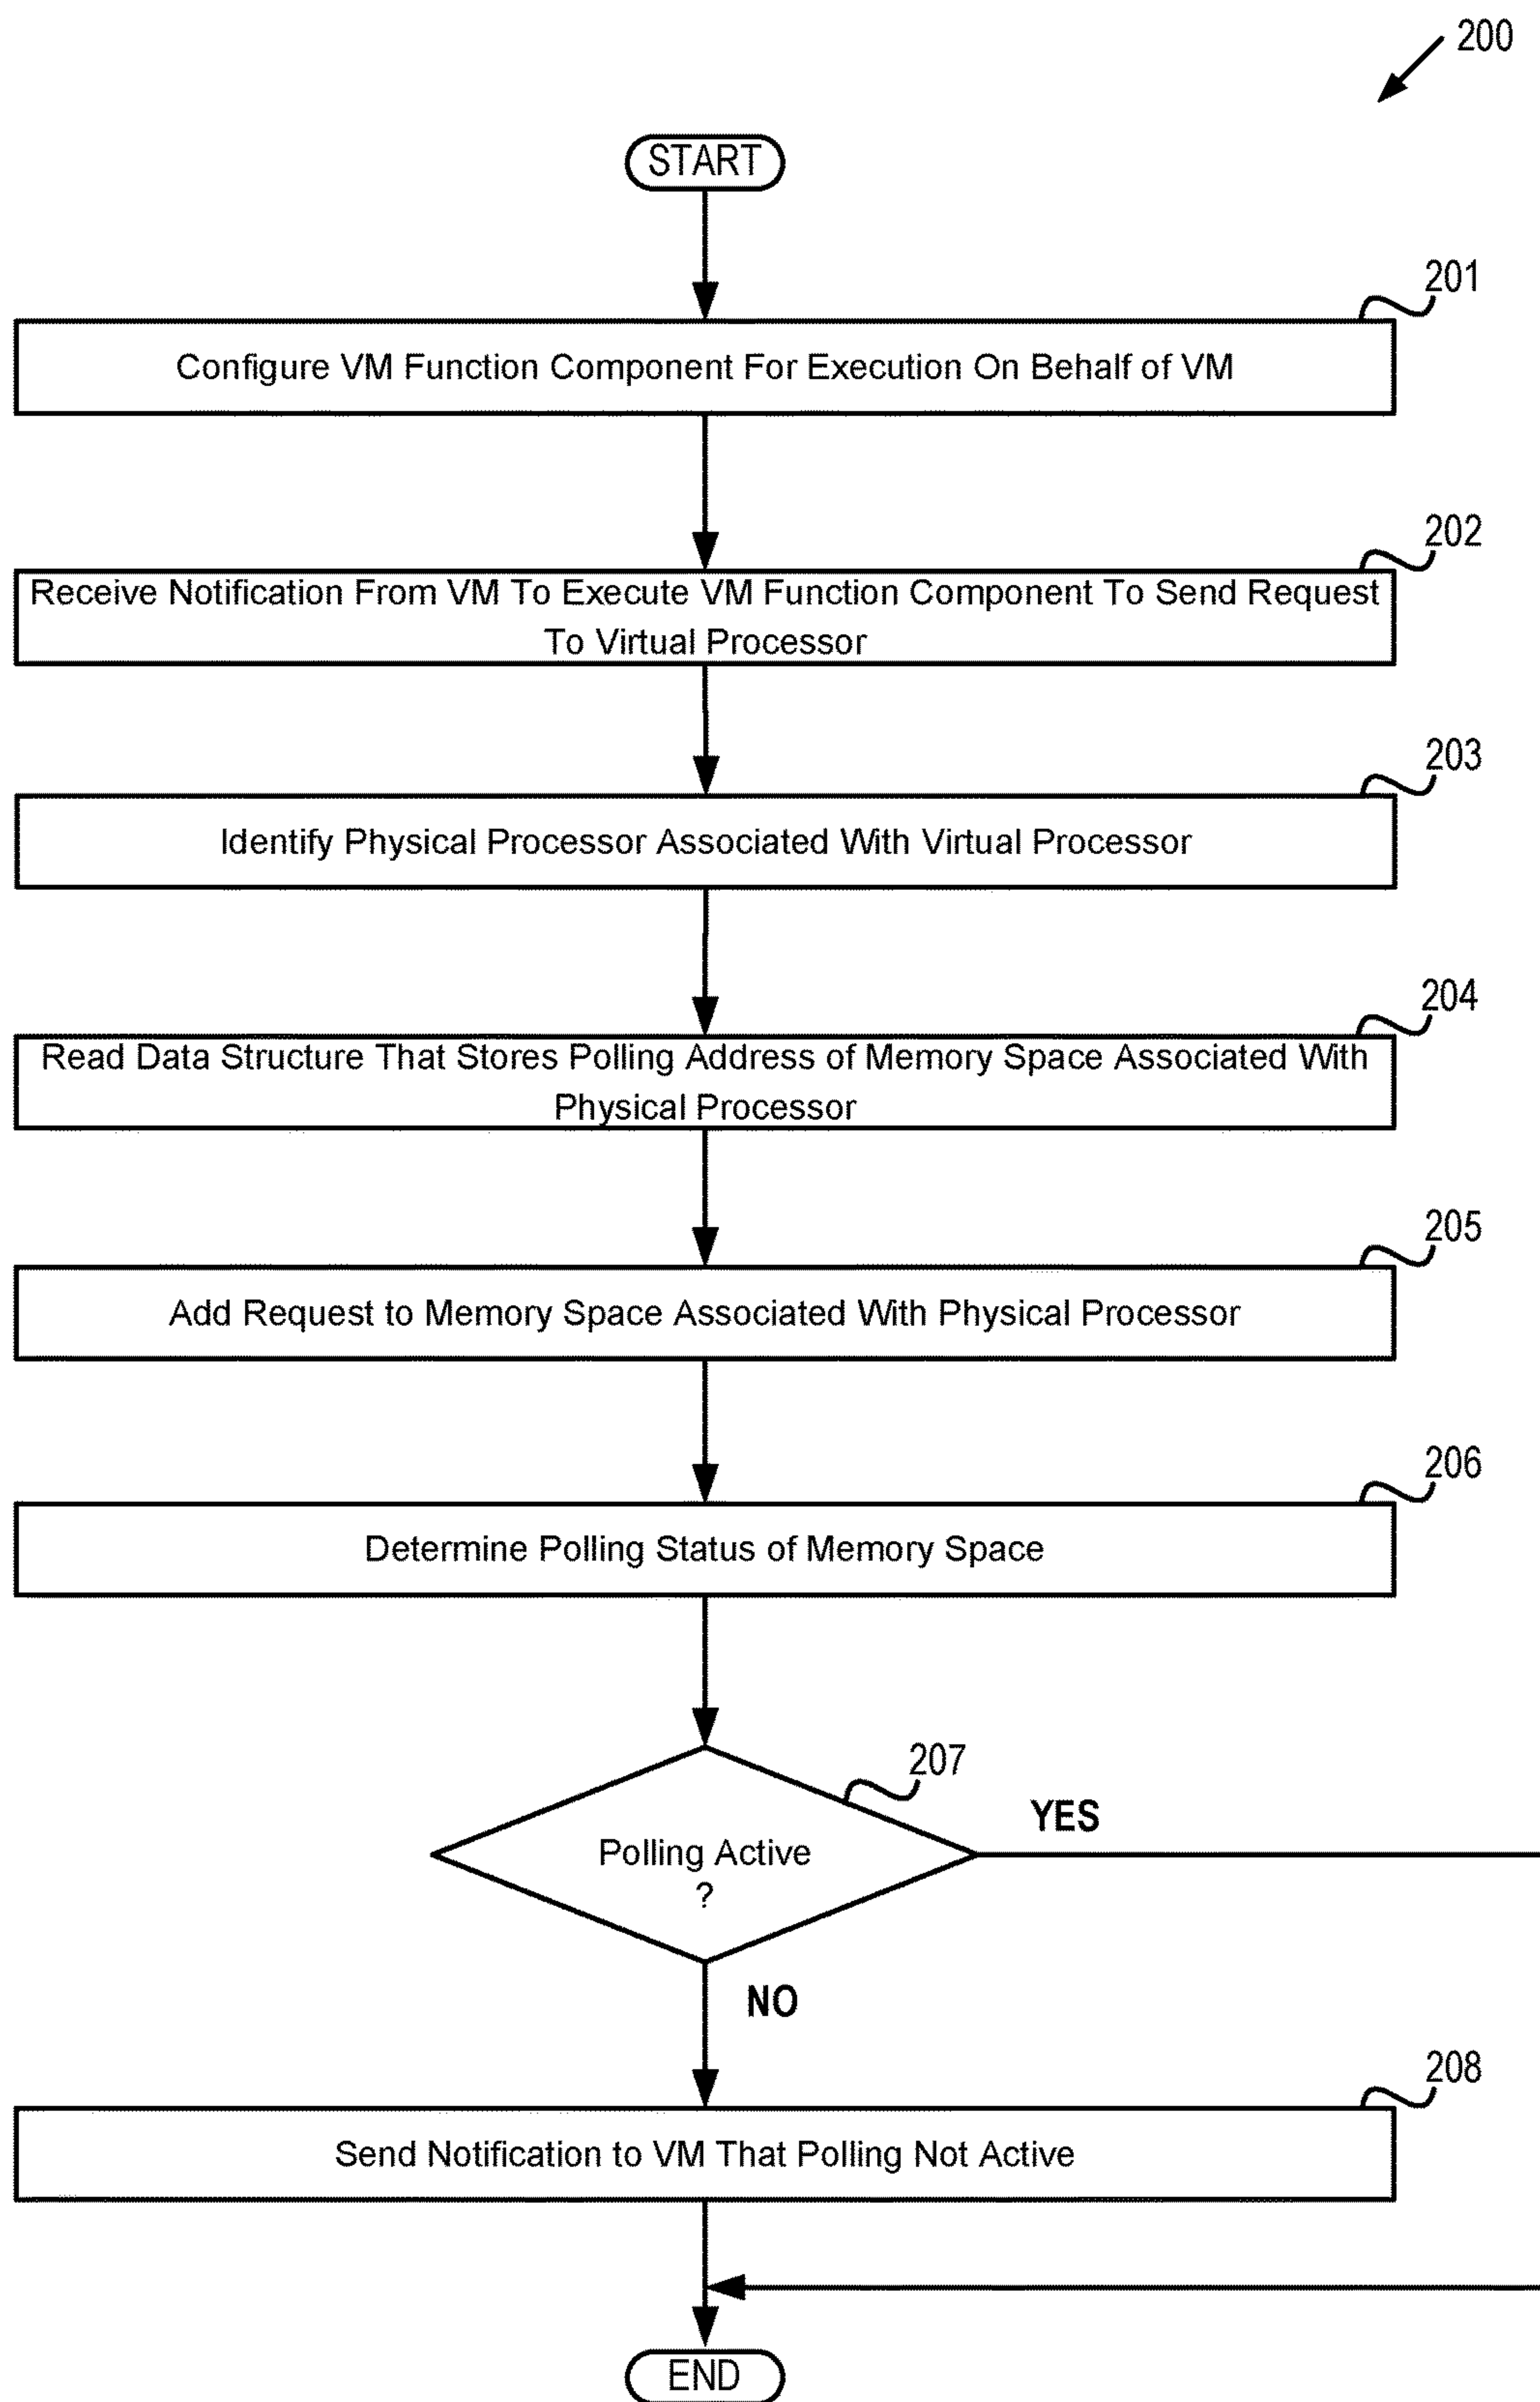 200
START
201
Configure VM Function Component For Execution On Behalf of VM
202
Receive Notification From VM To Execute VM Function Component To Send Request
To Virtual Processor
203
Identify Physical Processor Associated With Virtual Processor
204
Read Data Structure That Stores Polling Address of Memory Space Associated With
Physical Processor
205
Add Request to Memory Space Associated With Physical Processor
206
Determine Polling Status of Memory Space
207
YES
Polling Active
?
NO
208
Send Notification to VM That Polling Not Active
END